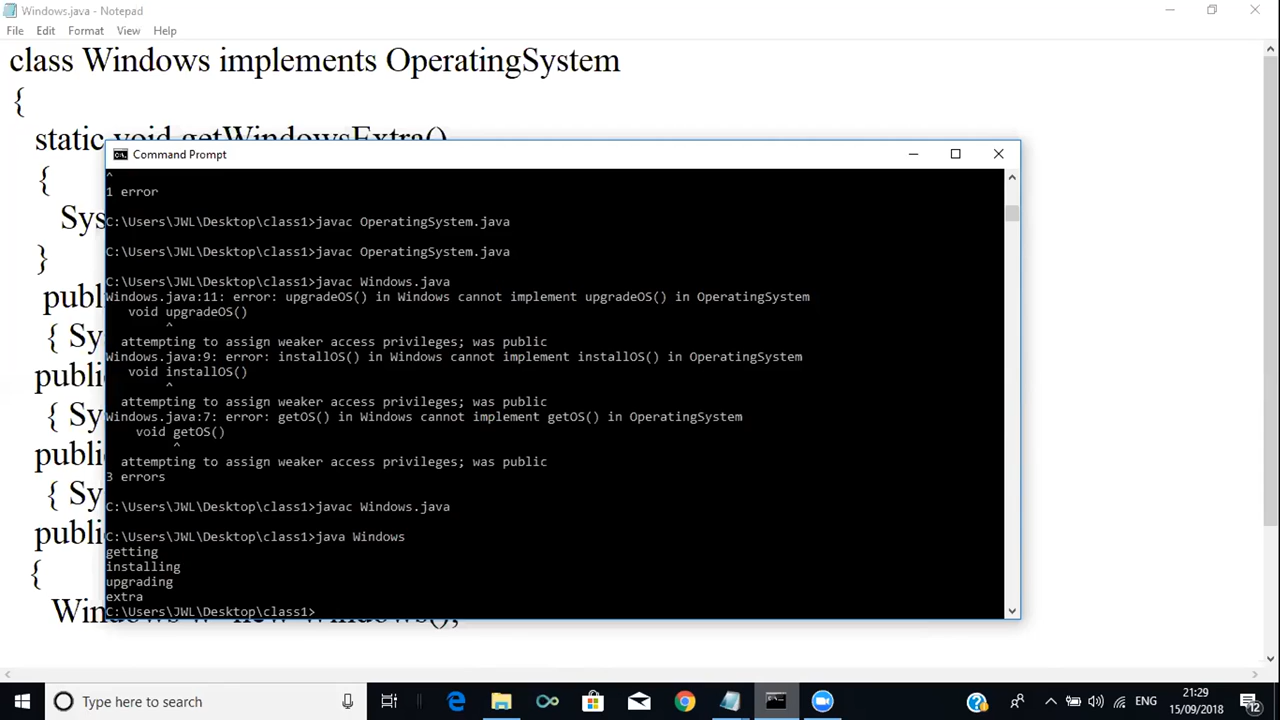 Windows.java - Notepad
File Edit Format View Help
class Windows implements OperatingSystem
{
static void getWindowsExtra()
{
Command Prompt
^
1 error
C:\Users\JWL\Desktop\class1>javac OperatingSystem.java
C:\Users\JWL\Desktop\class1>javac OperatingSystem.java
C:\Users\JWL\Desktop\class1>javac Windows.java
Windows.java:11: error: upgradeOS() in Windows cannot implement upgradeOS() in OperatingSystem
void upgradeOS()
^
attempting to assign weaker access privileges; was public
Windows.java:9: error: installOS() in Windows cannot implement installOS() in OperatingSystem
void installOS()
^
attempting to assign weaker access privileges; was public
Windows.java:7: error: getOS() in Windows cannot implement getOS() in OperatingSystem
void getOS()
^
attempting to assign weaker access privileges; was public
3 errors
C:\Users\JWL\Desktop\class1>javac Windows.java
C:\Users\JWL\Desktop\class1>java Windows
getting
installing
upgrading
extra
C:\Users\JWL\Desktop\class1>
Sys
}
publ
{ Sy
publi
{ Sy
publi
{ Sy
public
{
Windows w=new Windows();
Type here to search
ENG
21:29
15/09/2018
12